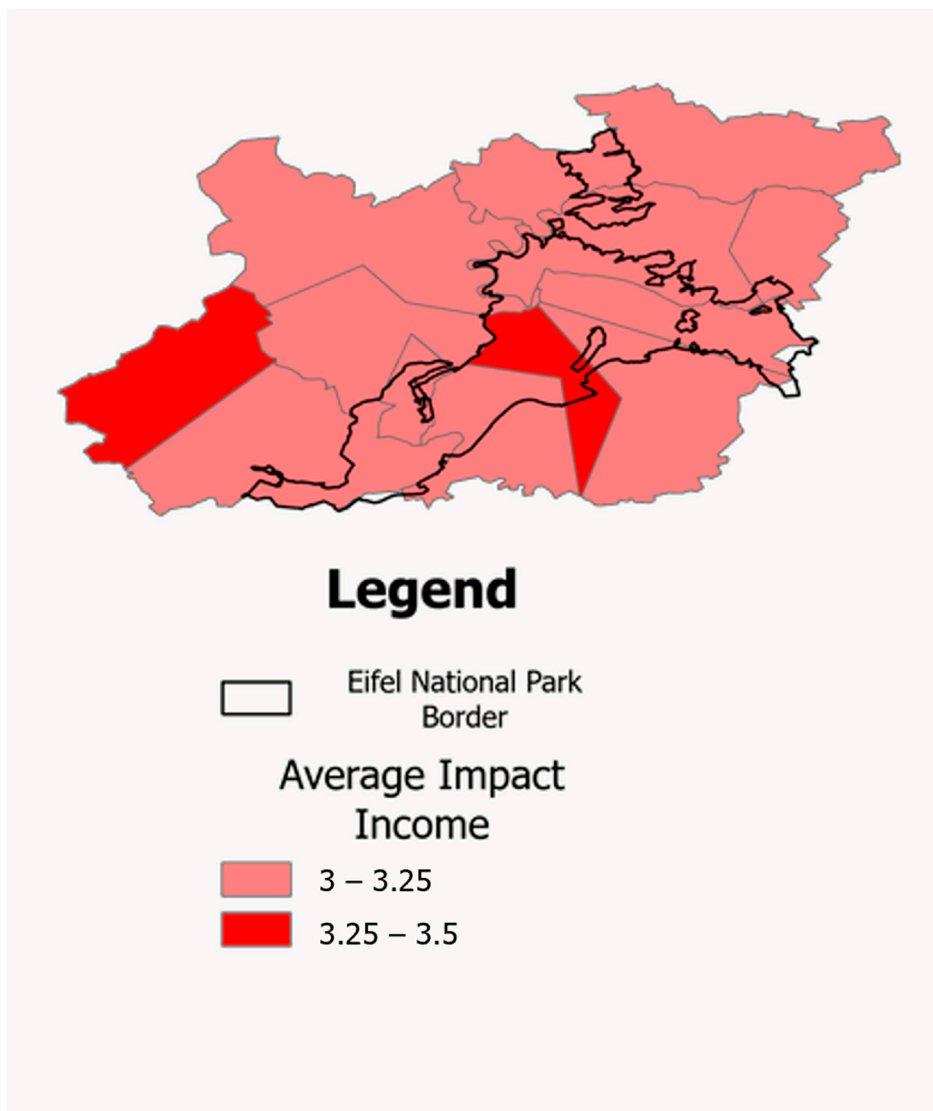 Legend
Eifel National Park
Border
Average Impact
Income
3 – 3.25
3.25 – 3.5